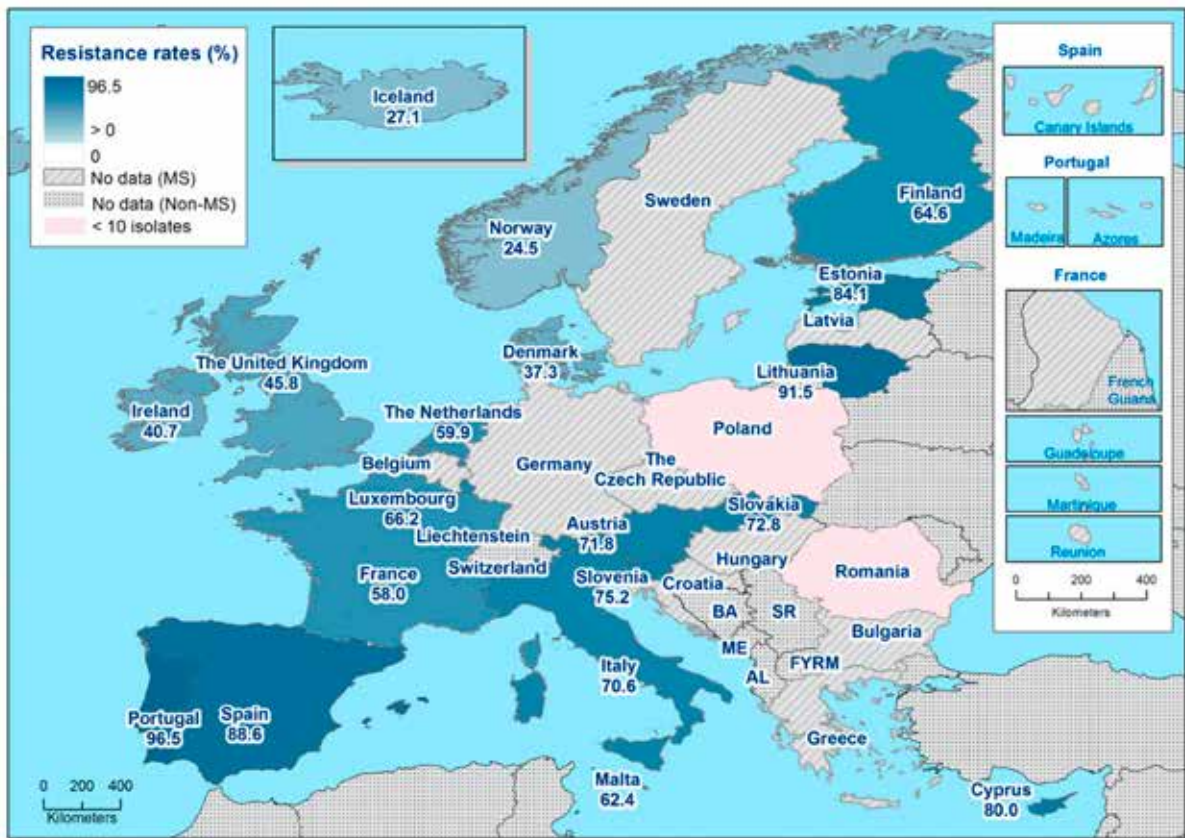 Resistance rates (%)
96.5
> 0
0
No data (MS)
No data (Non-MS)
< 10 isolates
Iceland
27.1
Spain
Canary Islands
Portugal
Madeira
Azores
France
French
Guiana
Guadeloupe
Martinique
Reunion
0 200 400
Kilometers
Sweden
Finland
64.6
Norway
24.5
Estonia
84.1
Latvia
Denmark
37.3
Lithuania
91.5
The United Kingdom
45.8
Ireland
40.7
The Netherlands
59.9
Poland
Belgium
Germany
The
Czech Republic
Luxembourg
66.2
Slovakia
72.8
Austria
71.8
Liechtenstein
Hungary
Switzerland
Romania
France
58.0
Slovenia
75.2
Croatia
BA
SR
Bulgaria
ME
FYRM
Italy
70.6
AL
Portugal
96.5
Spain
88.6
Greece
Malta
62.4
Cyprus
80.0
0 200 400
Kilometers